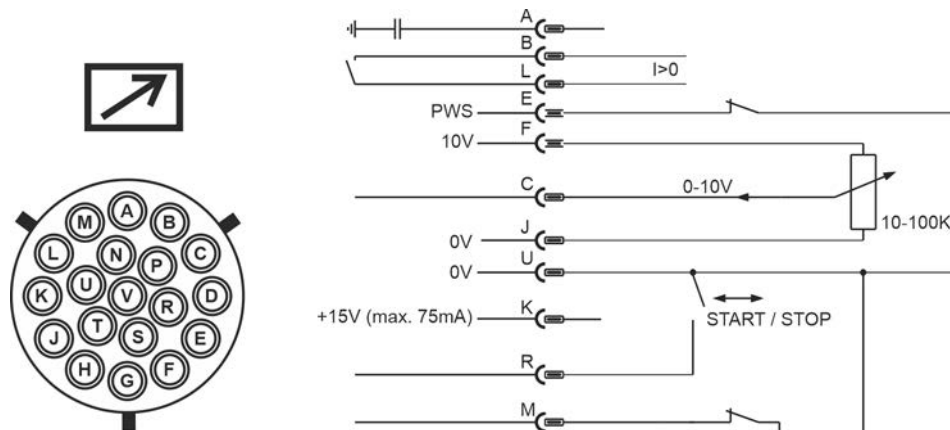 A
B
L
I>0
E
PWS
F
10V
C
0-10V
10-100K
J
0V
U
0V
K
+15V (max. 75mA)
START / STOP
R
M
A
M
B
N
L
P
C
U
K
V
R
D
T
J
S
E
H
F
G